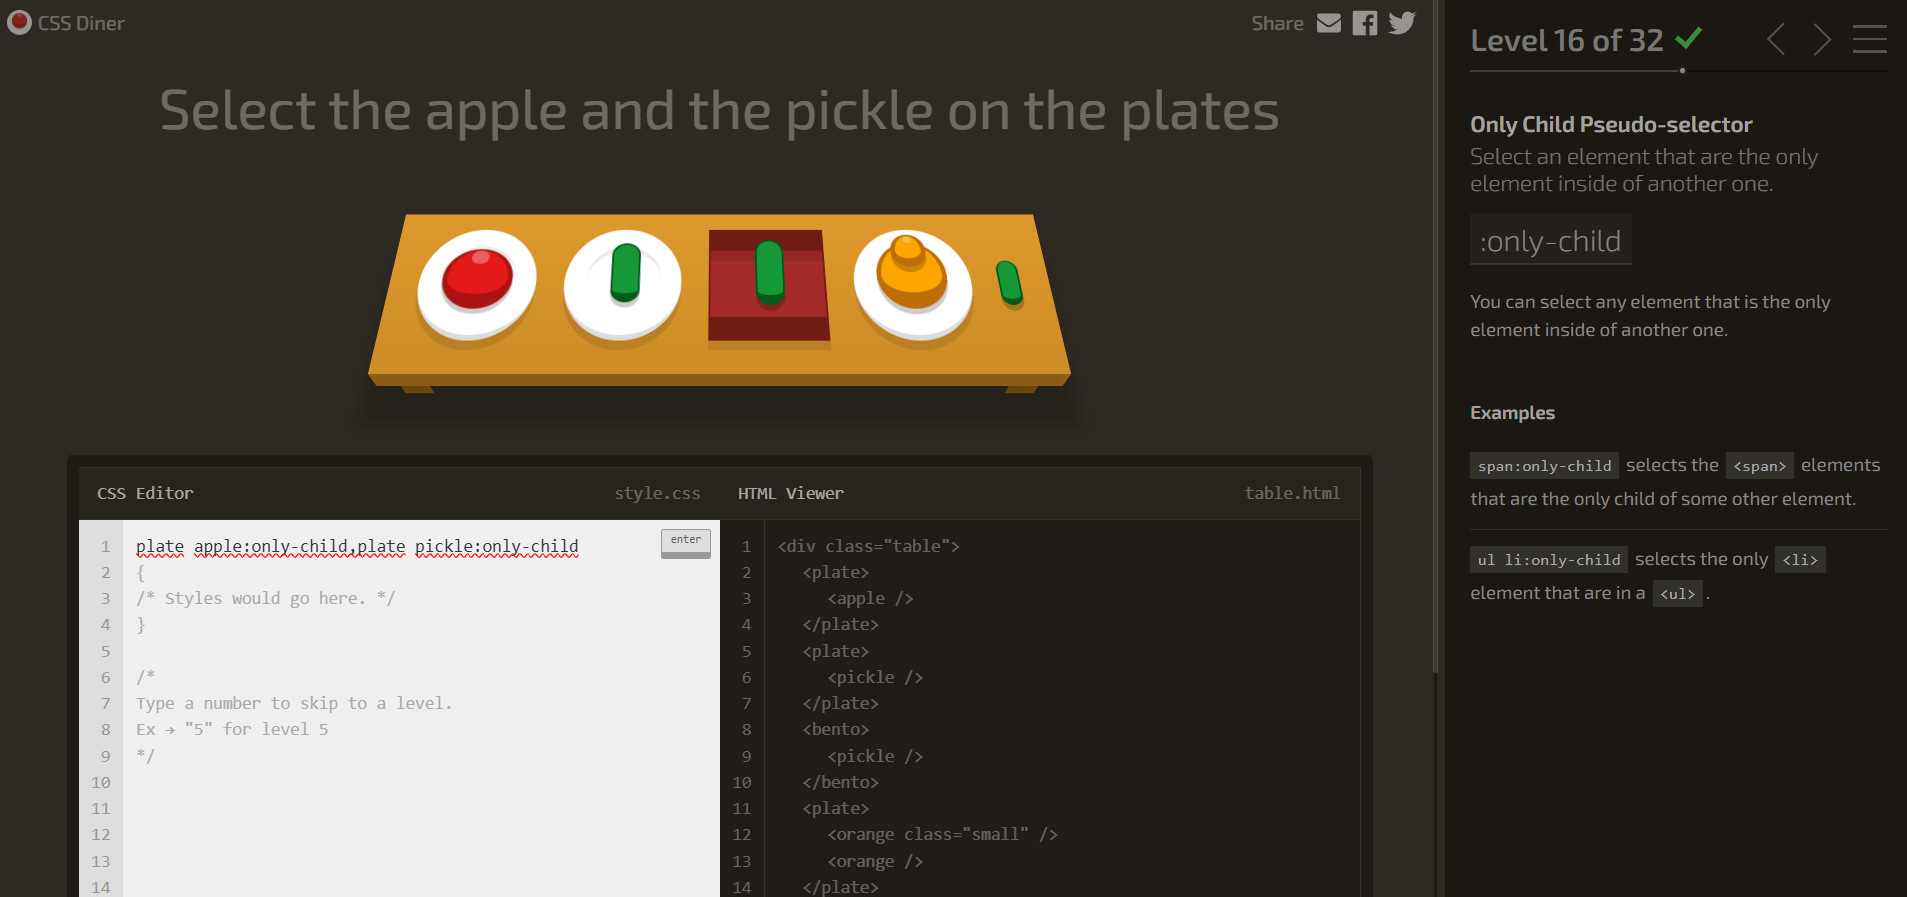 CSS Diner
Share
Select the apple and the pickle on the plates
CSS Editor
style.css
1 plate apple:only-child,plate pickle:only-child
enter
2 {
3 /* Styles would go here. */
4 }
5
6 /*
7 Type a number to skip to a level.
8 Ex → "5" for level 5
9 */
10
11
12
13
14
HTML Viewer
table.html
1 <div class="table">
2 <plate>
3 <apple />
4 </plate>
5 <plate>
6 <pickle />
7 </plate>
8 <bento>
9 <pickle />
10 </bento>
11 <plate>
12 <orange class="small" />
13 <orange />
14 </plate>
Level 16 of 32
Only Child Pseudo-selector
Select an element that are the only
element inside of another one.
:only-child
You can select any element that is the only
element inside of another one.
Examples
span:only-child selects the <span> elements
that are the only child of some other element.
ul li:only-child selects the only <li>
element that are in a <ul> .